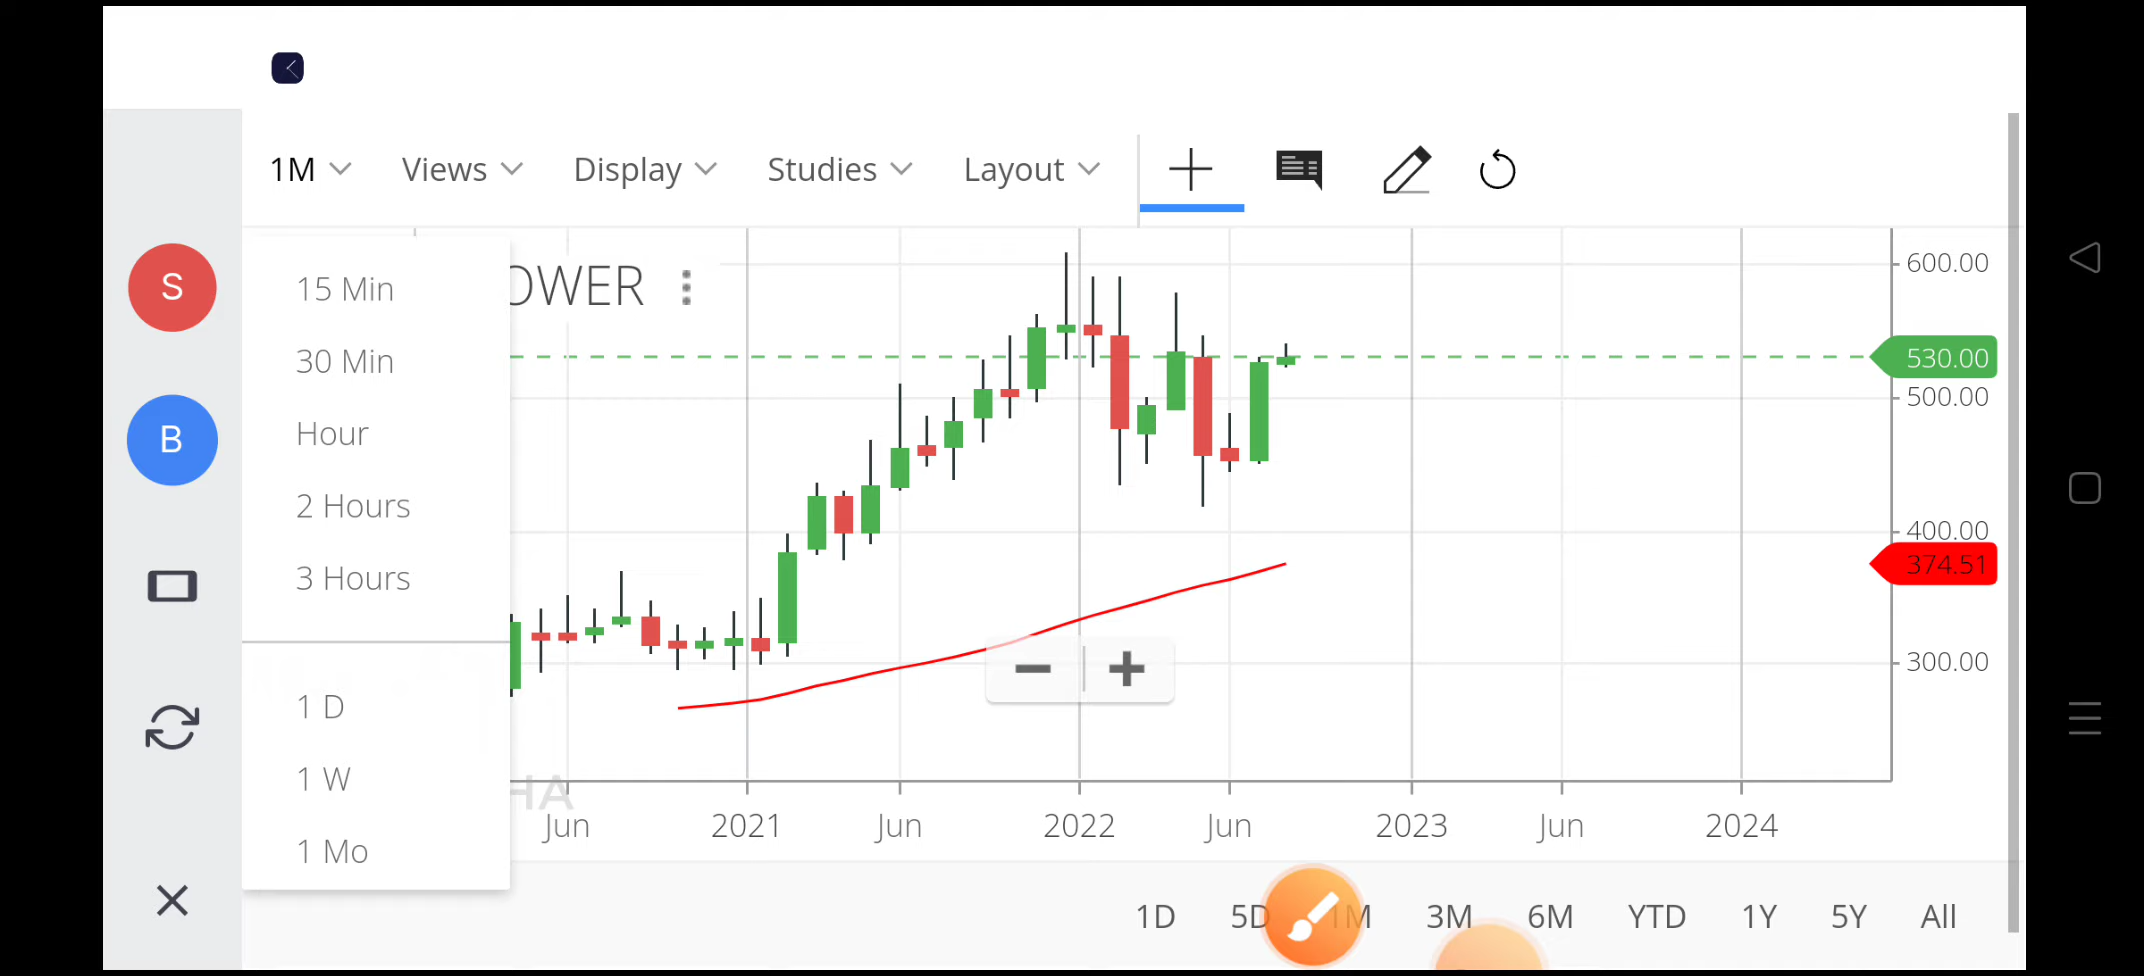 1M Views Display Studies Layout
OWER
S
B
15 Min
30 Min
Hour
2 Hours
3 Hours
1 D
1 W
1 Mo
600.00
530.00
500.00
400.00
374.51
300.00
HA
Jun 2021 Jun 2022 Jun 2023 Jun 2024
1D 5D 1M 3M 6M YTD 1Y 5Y All